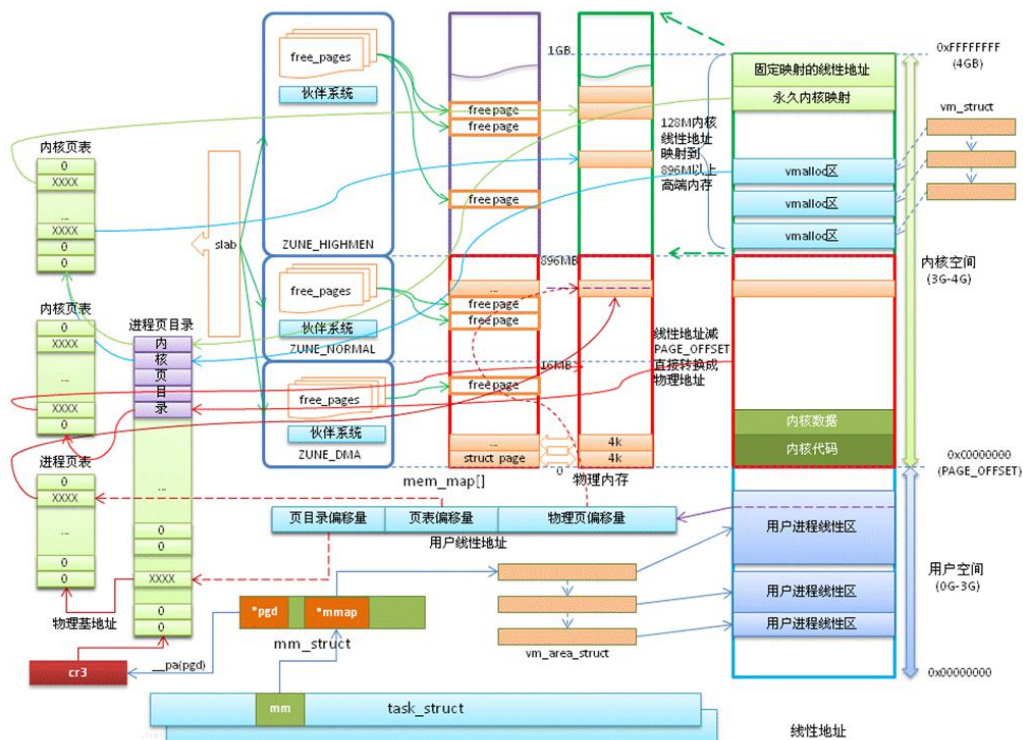 1GB
0xFFFFFFFF
(4GB)
free_pages
伙伴系统
固定映射的线性地址
永久内核映射
vm_struct
free page
free page
128M内核
线性地址
映射到
896M以上
高端内存
内核页表
0
XXXX
...
XXXX
0
0
vmalloc区
vmalloc区
vmalloc区
free page
slab
ZUNE_HIGHMEN
896MB
内核空间
(3G-4G)
free_pages
伙伴系统
ZUNE_NORMAL
...
free page
free page
内核页表
0
XXXX
...
XXXX
0
进程页目录
内
核
页
目
录
线性地址减
PAGE_OFFSET
直接转换成
物理地址
16MB
free page
free_pages
伙伴系统
ZUNE_DMA
内核数据
内核代码
...
4k
struct page
4k
0
mem_map[]
物理内存
0xC0000000
(PAGE_OFFSET)
进程页表
0
XXXX
...
0
0
...
0
0
XXXX
0
0
页目录偏移量
页表偏移量
物理页偏移量
用户线性地址
用户进程线性区
用户进程线性区
用户进程线性区
用户空间
(0G-3G)
物理基地址
*pgd
*mmap
mm_struct
vm_area_struct
cr3
__pa(pgd)
0x00000000
mm
task_struct
线性地址